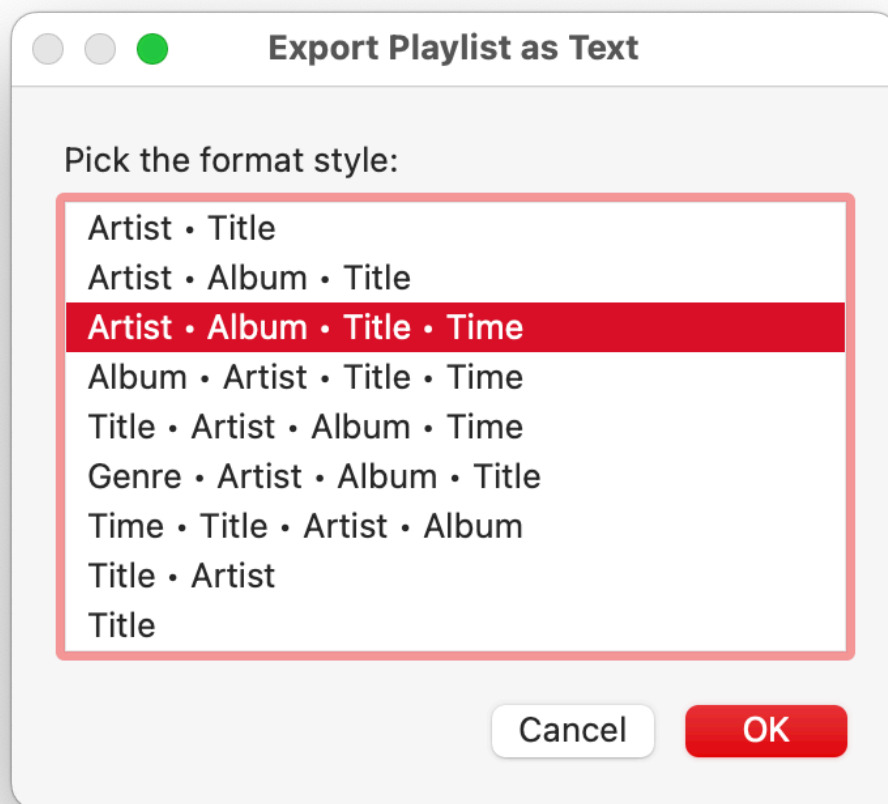 Export Playlist as Text
Pick the format style:
Artist • Title
Artist • Album • Title
Artist • Album • Title • Time
Album • Artist • Title • Time
Title • Artist • Album • Time
Genre • Artist • Album • Title
Time • Title • Artist • Album
Title • Artist
Title
Cancel OK